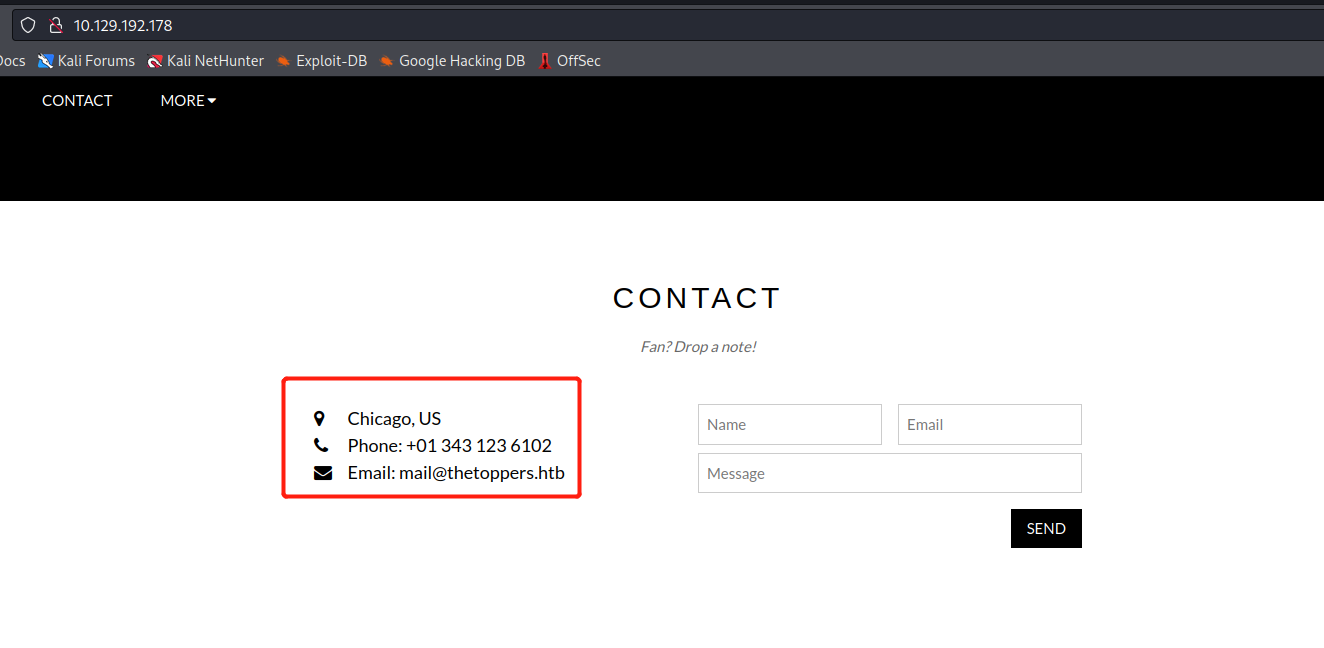 10.129.192.178
Docs Kali Forums Kali NetHunter Exploit-DB Google Hacking DB OffSec
CONTACT MORE
CONTACT
Fan? Drop a note!
Chicago, US
Phone: +01 343 123 6102
Email: mail@thetoppers.htb
Name Email
Message
SEND